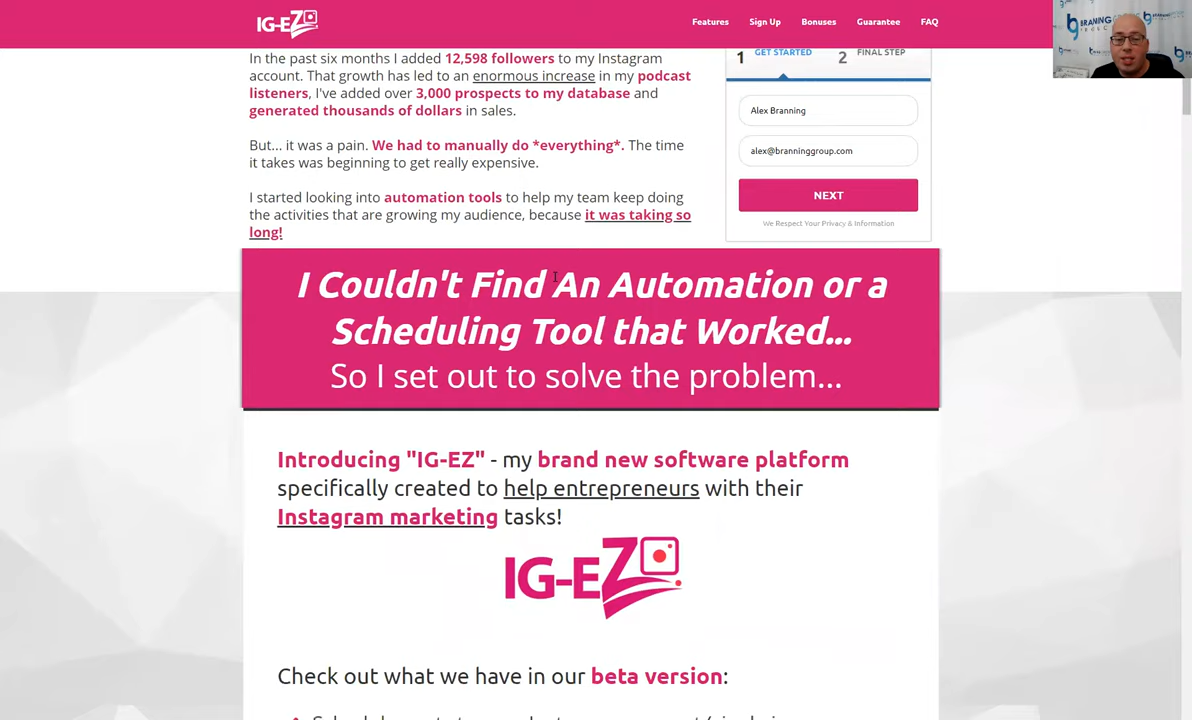 IG-EZ
Features Sign Up Bonuses Guarantee FAQ
In the past six months I added 12,598 followers to my Instagram
account. That growth has led to an enormous increase in my podcast
listeners, I've added over 3,000 prospects to my database and
generated thousands of dollars in sales.
But... it was a pain. We had to manually do *everything*. The time
it takes was beginning to get really expensive.
I started looking into automation tools to help my team keep doing
the activities that are growing my audience, because it was taking so
long!
1 GET STARTED 2 FINAL STEP
Alex Branning
alex@branninggroup.com
NEXT
We Respect Your Privacy & Information
I Couldn't Find An Automation or a
Scheduling Tool that Worked...
So I set out to solve the problem...
Introducing "IG-EZ" - my brand new software platform
specifically created to help entrepreneurs with their
Instagram marketing tasks!
IG-EZ
Check out what we have in our beta version: